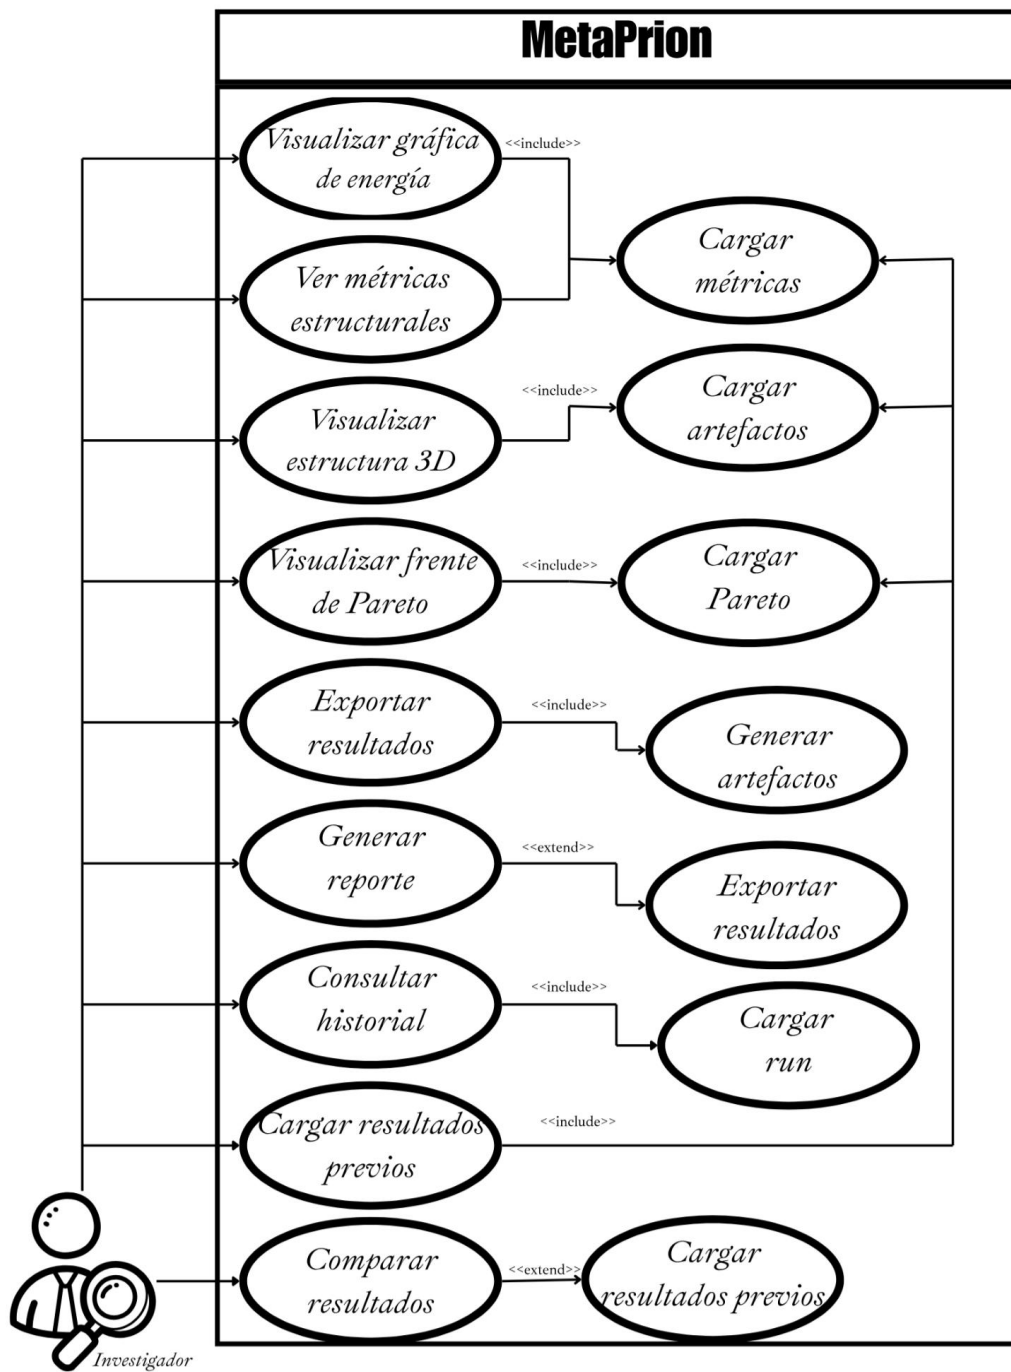 MetaPrion
Visualizar gráfica
de energía
<<include>>
Cargar
métricas
Ver métricas
estructurales
Visualizar
estructura 3D
<<include>>
Cargar
artefactos
Visualizar frente
de Pareto
<<include>>
Cargar
Pareto
Exportar
resultados
<<include>>
Generar
artefactos
Generar
reporte
<<extend>>
Exportar
resultados
Consultar
historial
<<include>>
Cargar
run
Cargar resultados
previos
<<include>>
Comparar
resultados
<<extend>>
Cargar
resultados previos
Investigador